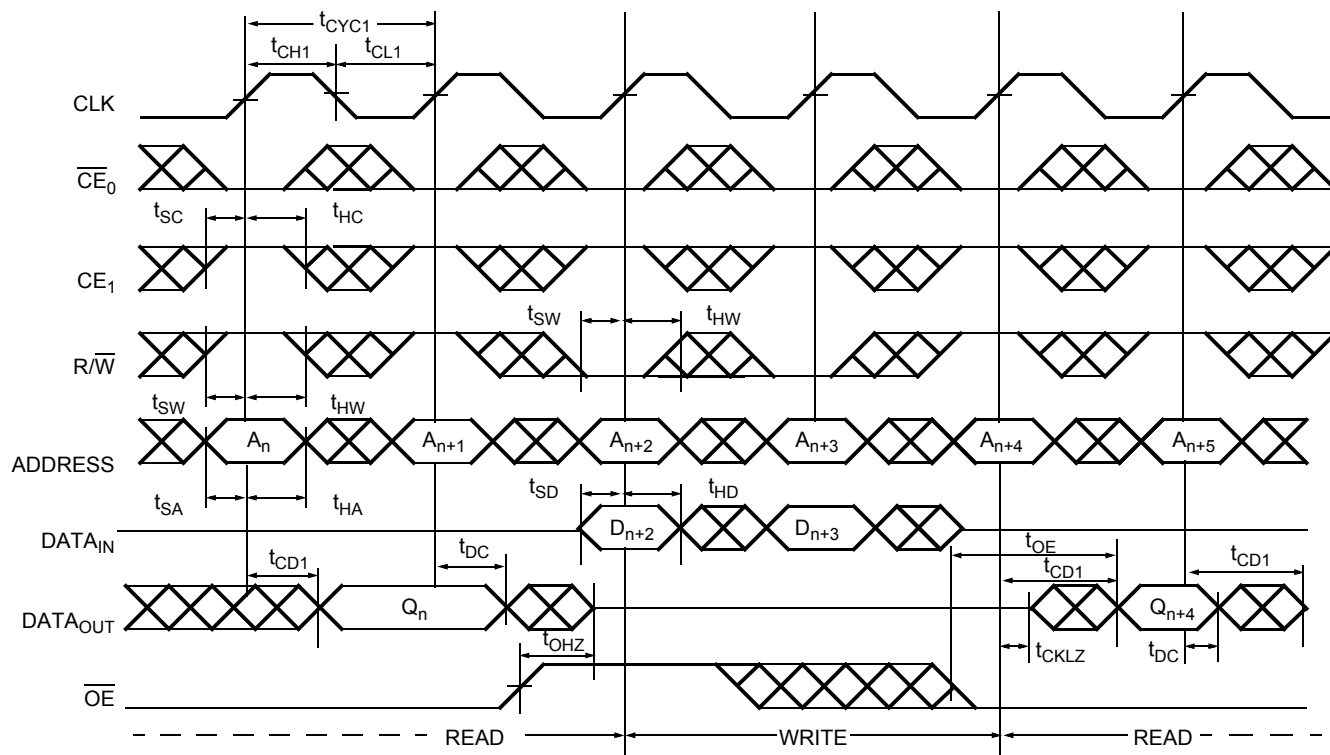 tCYC1
tCH1 tCL1
CLK
CE0
tSC tHC
CE1
tSW tHW
R/W
tSW tHW
An An+1 An+2 An+3 An+4 An+5
ADDRESS
tSA tHA tSD tHD
Dn+2 Dn+3
DATAIN
tOE
tCD1 tDC tCD1 tCD1
Qn Qn+4
DATAOUT
tOHZ tCKLZ tDC
OE
READ WRITE READ